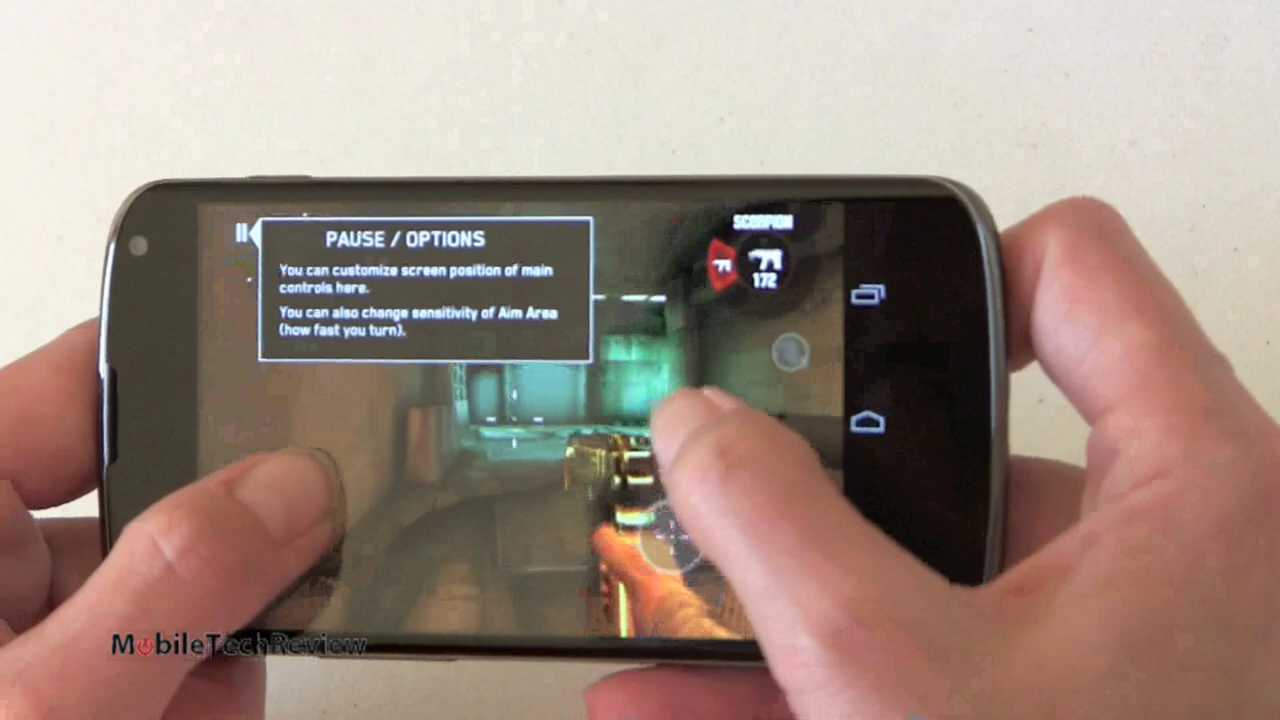 SCORPION
PAUSE / OPTIONS
You can customize screen position of main
controls here.
172
You can also change sensitivity of Aim Area
(how fast you turn).
MobileTechReview